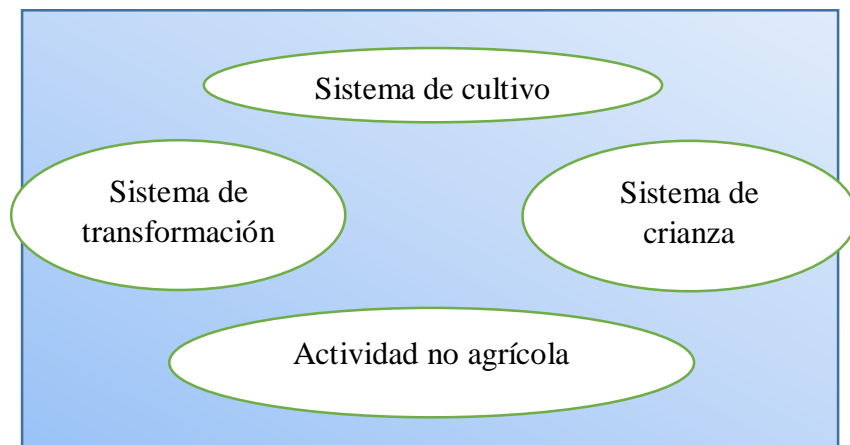 Sistema de cultivo
Sistema de
transformación
Sistema de
crianza
Actividad no agrícola